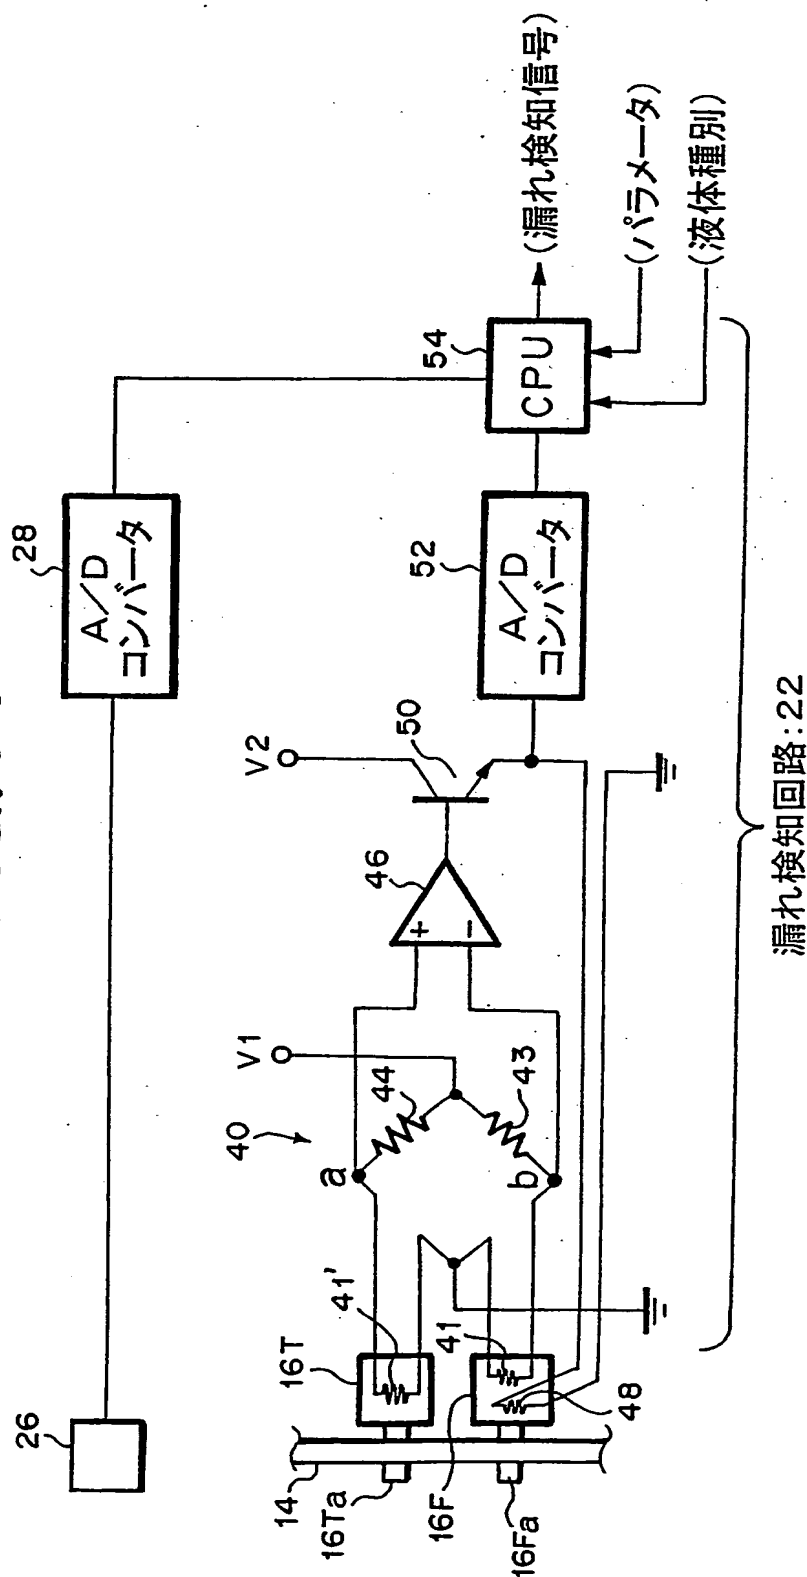 26
28
A/D
コンバータ
V2
50
52
A/D
コンバータ
54
CPU
(漏れ検知信号)
(パラメータ)
(液体種別)
V1
46
+
−
40
44
43
a
b
41'
16T
41
48
14
16Ta
16F
16Fa
漏れ検知回路:22